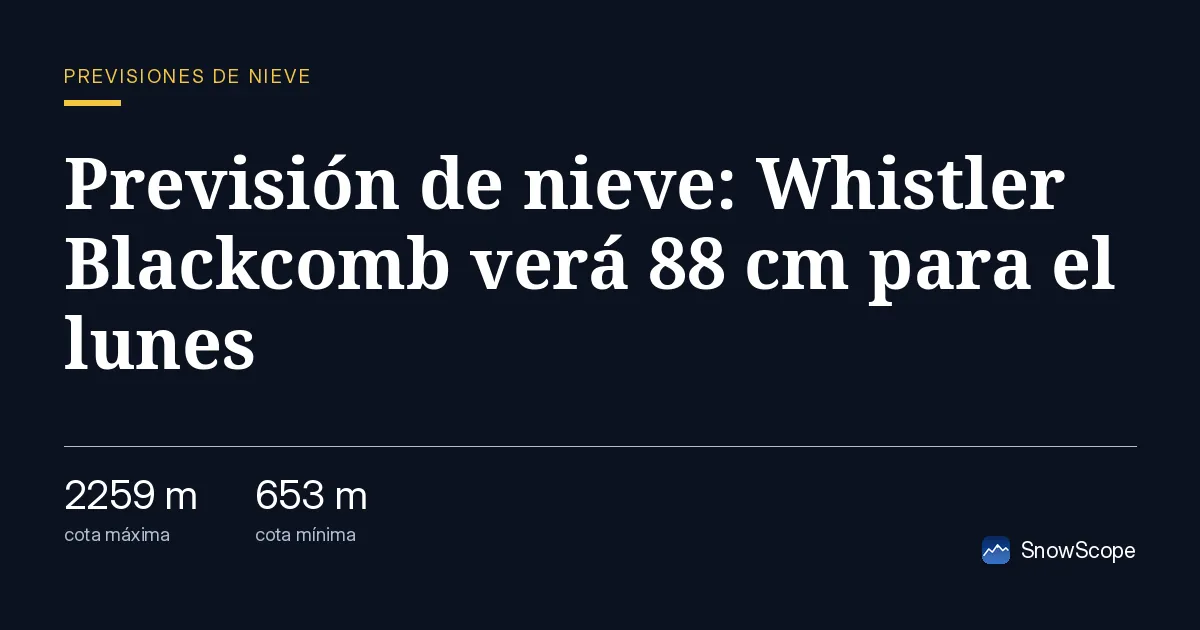 PREVISIONES DE NIEVE
Previsión de nieve: Whistler
Blackcomb verá 88 cm para el
lunes
2259 m
653 m
cota máxima
cota mínima
SnowScope